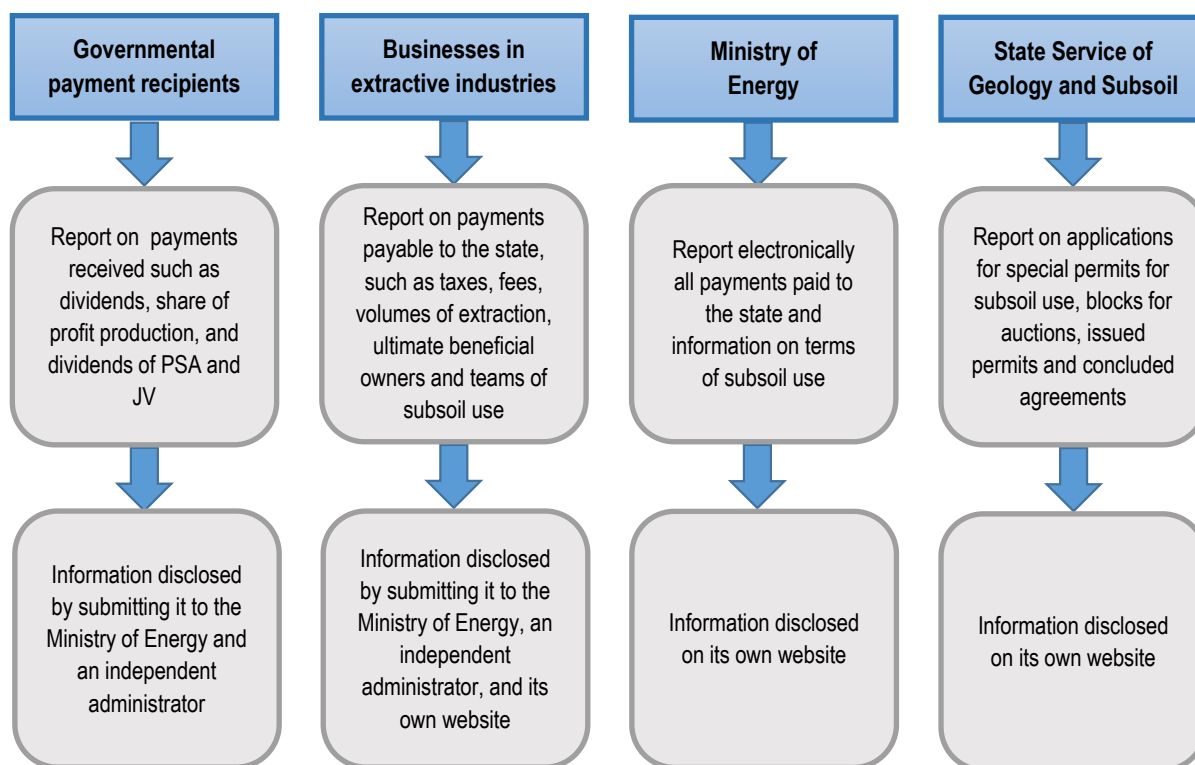 Governmental
payment recipients
Businesses in
extractive industries
Ministry of
Energy
State Service of
Geology and Subsoil
Report on payments
received such as
dividends, share of
profit production, and
dividends of PSA and
JV
Report on payments
payable to the state,
such as taxes, fees,
volumes of extraction,
ultimate beneficial
owners and teams of
subsoil use
Report electronically
all payments paid to
the state and
information on terms
of subsoil use
Report on applications
for special permits for
subsoil use, blocks for
auctions, issued
permits and concluded
agreements
Information disclosed
by submitting it to the
Ministry of Energy and
an independent
administrator
Information disclosed
by submitting it to the
Ministry of Energy, an
independent
administrator, and its
own website
Information disclosed
on its own website
Information disclosed
on its own website